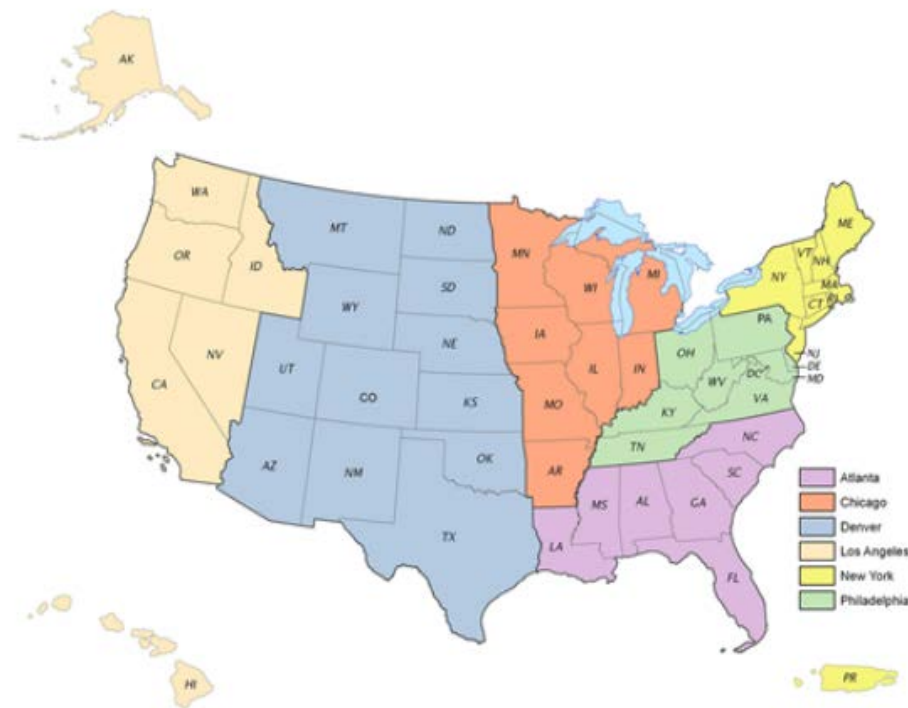 AK
WA
MT
ND
MN
ME
OR
ID
SD
WI
MI
VT
NH
NY
MA
WY
CT
IA
NE
PA
NV
UT
IL
IN
OH
NJ
CO
DE
CA
KS
MO
WV
DC
MD
VA
KY
NC
TN
AZ
NM
OK
AR
SC
Atlanta
MS
AL
GA
Chicago
TX
LA
Denver
Los Angeles
FL
New York
Philadelphia
HI
PR